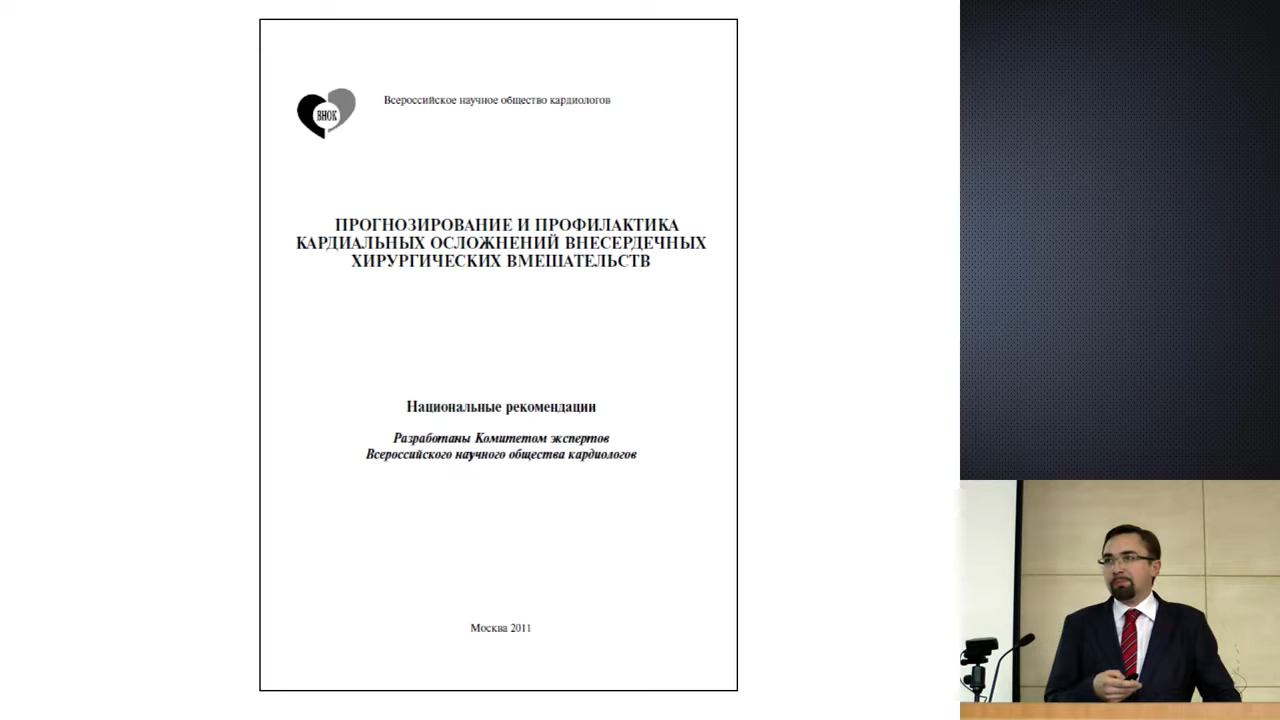 ВНОК
Всероссийское научное общество кардиологов
ПРОГНОЗИРОВАНИЕ И ПРОФИЛАКТИКА
КАРДИАЛЬНЫХ ОСЛОЖНЕНИЙ ВНЕСЕРДЕЧНЫХ
ХИРУРГИЧЕСКИХ ВМЕШАТЕЛЬСТВ
Национальные рекомендации
Разработаны Комитетом экспертов
Всероссийского научного общества кардиологов
Москва 2011